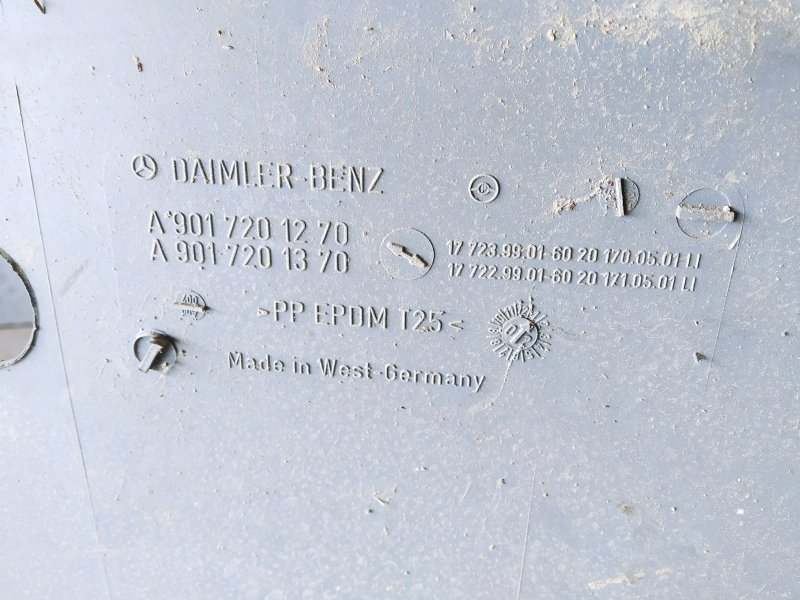 DAIMLER-BENZ
A 901 720 12 70
A 901 720 13 70
17 723.99.01-60 20 170.05.01 LI
17 722.99.01-60 20 171.05.01 LI
>PP EPDM T25<
Made in West-Germany